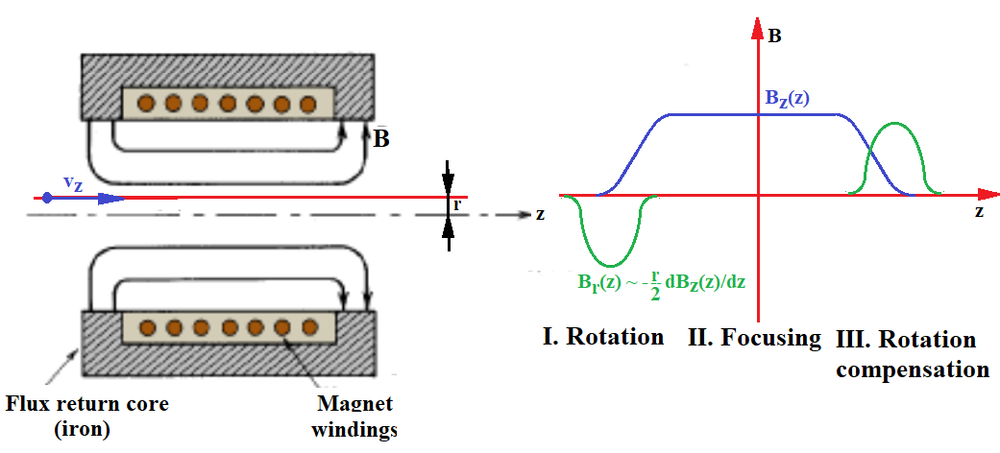 B
v_z
r
z
Flux return core
(iron)
Magnet
windings
B
B_z(z)
z
B_r(z) ~ -r/2 dB_z(z)/dz
I. Rotation
II. Focusing
III. Rotation
compensation